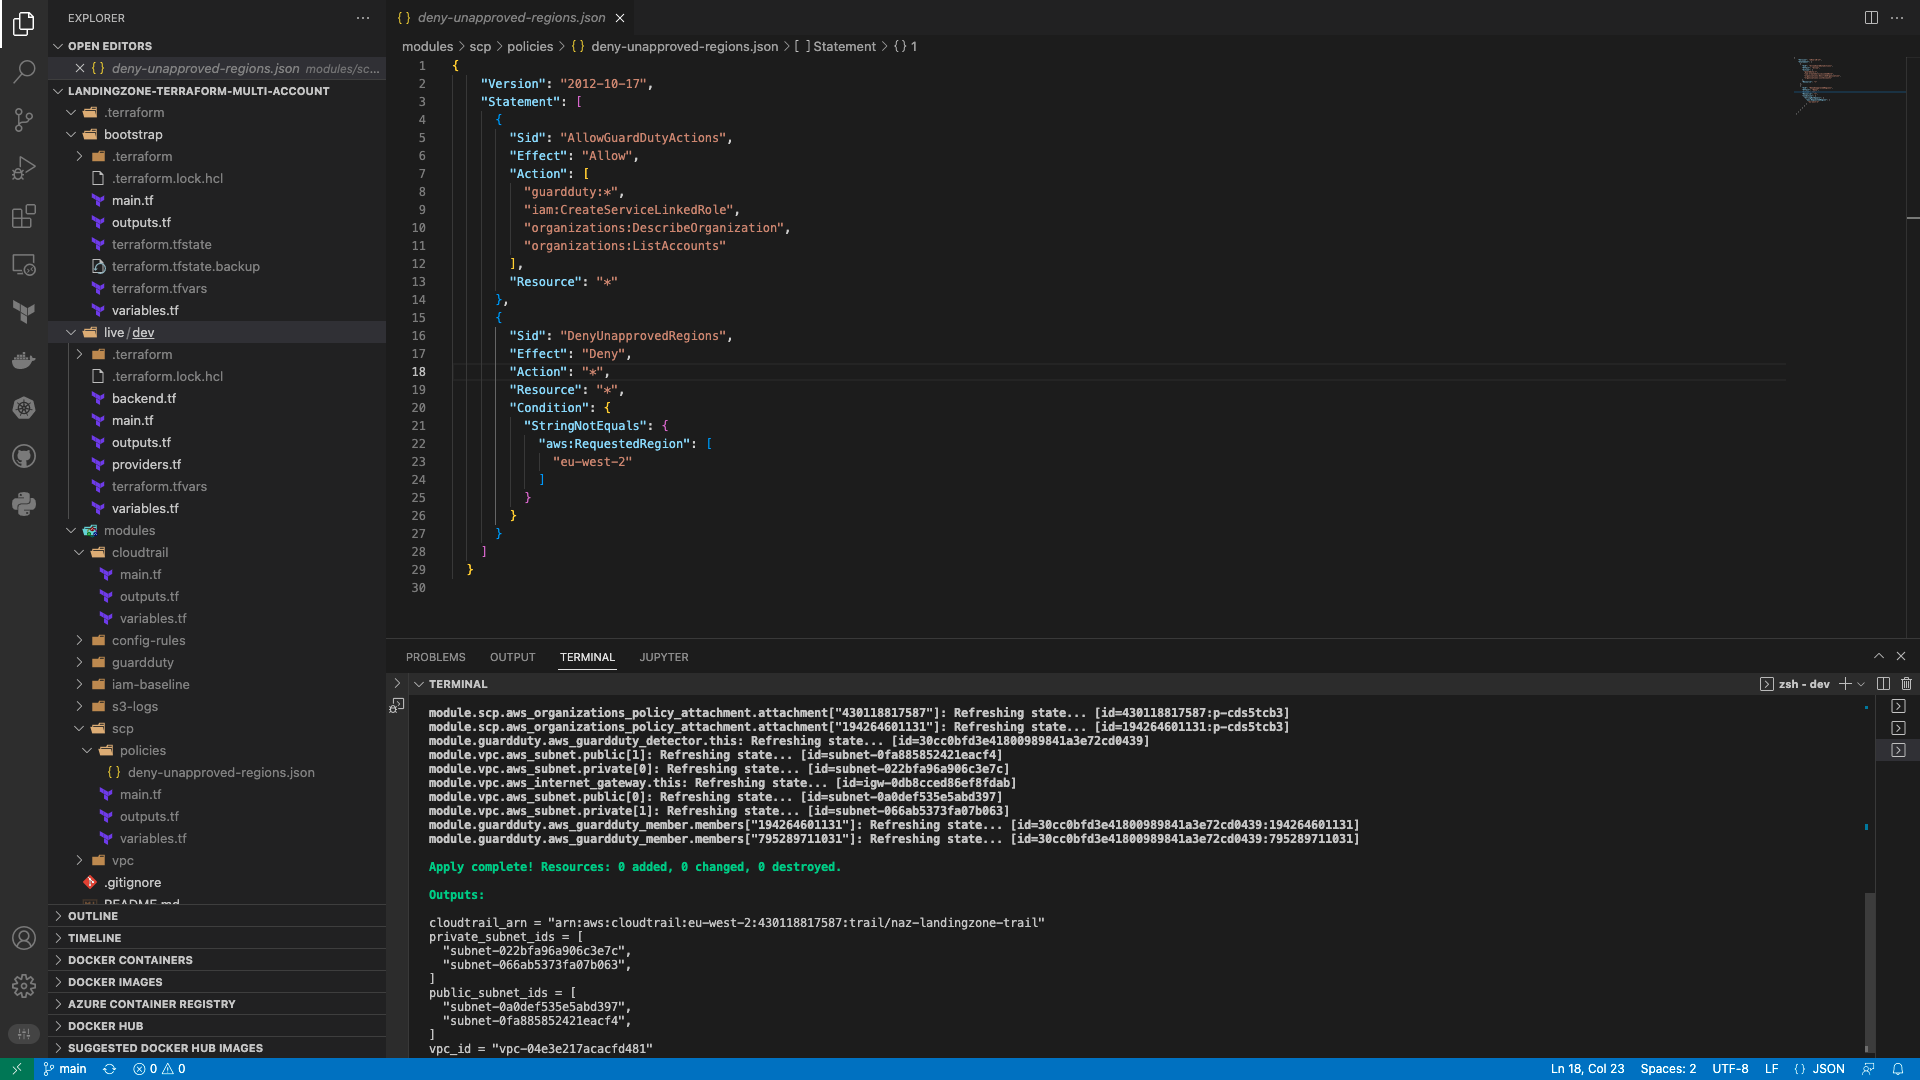 EXPLORER
OPEN EDITORS
deny-unapproved-regions.json modules/sc...
LANDINGZONE-TERRAFORM-MULTI-ACCOUNT
.terraform
bootstrap
.terraform
.terraform.lock.hcl
main.tf
outputs.tf
terraform.tfstate
terraform.tfstate.backup
terraform.tfvars
variables.tf
live/dev
.terraform
.terraform.lock.hcl
backend.tf
main.tf
outputs.tf
providers.tf
terraform.tfvars
variables.tf
modules
cloudtrail
main.tf
outputs.tf
variables.tf
config-rules
guardduty
iam-baseline
s3-logs
scp
policies
{} deny-unapproved-regions.json
main.tf
outputs.tf
variables.tf
vpc
.gitignore
README.md
OUTLINE
TIMELINE
DOCKER CONTAINERS
DOCKER IMAGES
AZURE CONTAINER REGISTRY
DOCKER HUB
SUGGESTED DOCKER HUB IMAGES
{} deny-unapproved-regions.json
modules > scp > policies > {} deny-unapproved-regions.json > [ ] Statement > {} 1
1 {
2 "Version": "2012-10-17",
3 "Statement": [
4 {
5 "Sid": "AllowGuardDutyActions",
6 "Effect": "Allow",
7 "Action": [
8 "guardduty:*",
9 "iam:CreateServiceLinkedRole",
10 "organizations:DescribeOrganization",
11 "organizations:ListAccounts"
12 ],
13 "Resource": "*"
14 },
15 {
16 "Sid": "DenyUnapprovedRegions",
17 "Effect": "Deny",
18 "Action": "*",
19 "Resource": "*",
20 "Condition": {
21 "StringNotEquals": {
22 "aws:RequestedRegion": [
23 "eu-west-2"
24 ]
25 }
26 }
27 }
28 ]
29 }
30
PROBLEMS OUTPUT TERMINAL JUPYTER
TERMINAL
zsh - dev
module.scp.aws_organizations_policy_attachment.attachment["430118817587"]: Refreshing state... [id=430118817587:p-cds5tcb3]
module.scp.aws_organizations_policy_attachment.attachment["194264601131"]: Refreshing state... [id=194264601131:p-cds5tcb3]
module.guardduty.aws_guardduty_detector.this: Refreshing state... [id=30cc0bfd3e41800989841a3e72cd0439]
module.vpc.aws_subnet.public[1]: Refreshing state... [id=subnet-0fa885852421eacf4]
module.vpc.aws_subnet.private[0]: Refreshing state... [id=subnet-022bfa96a906c3e7c]
module.vpc.aws_internet_gateway.this: Refreshing state... [id=igw-0db8cced86ef8fdab]
module.vpc.aws_subnet.public[0]: Refreshing state... [id=subnet-0a0def535e5abd397]
module.vpc.aws_subnet.private[1]: Refreshing state... [id=subnet-066ab5373fa07b063]
module.guardduty.aws_guardduty_member.members["194264601131"]: Refreshing state... [id=30cc0bfd3e41800989841a3e72cd0439:194264601131]
module.guardduty.aws_guardduty_member.members["795289711031"]: Refreshing state... [id=30cc0bfd3e41800989841a3e72cd0439:795289711031]
Apply complete! Resources: 0 added, 0 changed, 0 destroyed.
Outputs:
cloudtrail_arn = "arn:aws:cloudtrail:eu-west-2:430118817587:trail/naz-landingzone-trail"
private_subnet_ids = [
"subnet-022bfa96a906c3e7c",
"subnet-066ab5373fa07b063",
]
public_subnet_ids = [
"subnet-0a0def535e5abd397",
"subnet-0fa885852421eacf4",
]
vpc_id = "vpc-04e3e217acacfd481"
main 0 0 Ln 18, Col 23 Spaces: 2 UTF-8 LF {} JSON